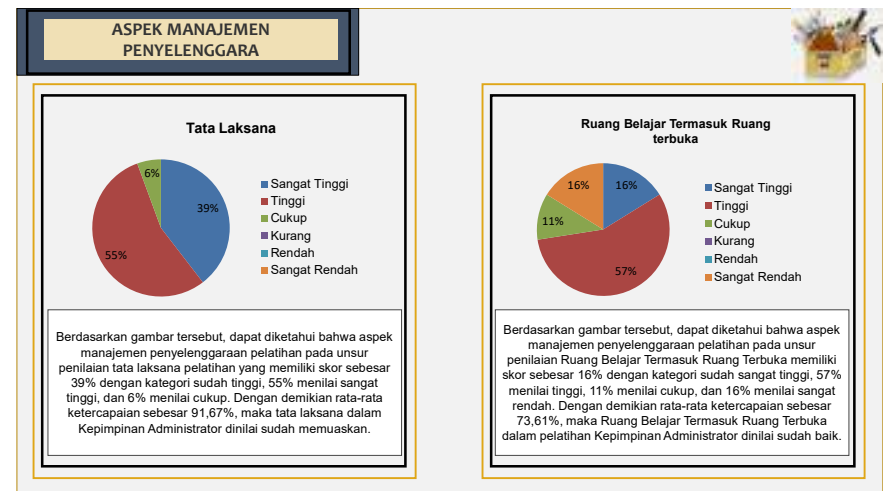 ASPEK MANAJEMEN
PENYELENGGARA
Tata Laksana
6%
39%
55%
Sangat Tinggi
Tinggi
Cukup
Kurang
Rendah
Sangat Rendah
Berdasarkan gambar tersebut, dapat diketahui bahwa aspek
manajemen penyelenggaraan pelatihan pada unsur
penilaian tata laksana pelatihan yang memiliki skor sebesar
39% dengan kategori sudah tinggi, 55% menilai sangat
tinggi, dan 6% menilai cukup. Dengan demikian rata-rata
ketercapaian sebesar 91,67%, maka tata laksana dalam
Kepimpinan Administrator dinilai sudah memuaskan.
Ruang Belajar Termasuk Ruang
terbuka
16%
16%
11%
57%
Sangat Tinggi
Tinggi
Cukup
Kurang
Rendah
Sangat Rendah
Berdasarkan gambar tersebut, dapat diketahui bahwa aspek
manajemen penyelenggaraan pelatihan pada unsur
penilaian Ruang Belajar Termasuk Ruang Terbuka memiliki
skor sebesar 16% dengan kategori sudah sangat tinggi, 57%
menilai tinggi, 11% menilai cukup, dan 16% menilai sangat
rendah. Dengan demikian rata-rata ketercapaian sebesar
73,61%, maka Ruang Belajar Termasuk Ruang Terbuka
dalam pelatihan Kepimpinan Administrator dinilai sudah baik.